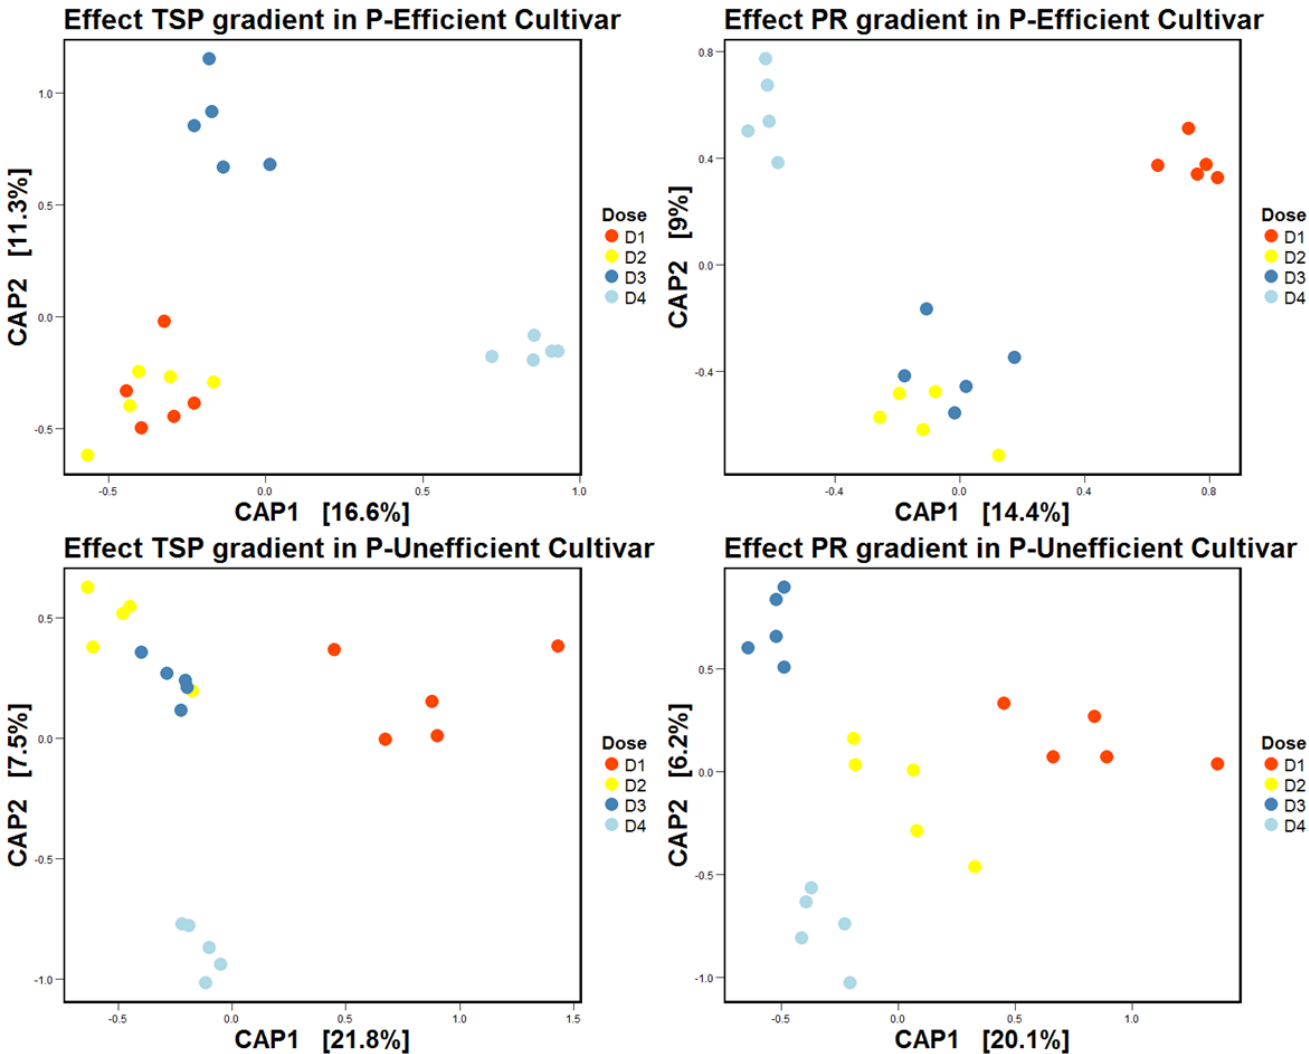 Effect TSP gradient in P-Efficient Cultivar
1.0
0.5
0.0
-0.5
CAP2 [11.3%]
-0.5
0.0
0.5
1.0
CAP1 [16.6%]
Dose
D1
D2
D3
D4
Effect PR gradient in P-Efficient Cultivar
0.8
0.4
0.0
-0.4
CAP2 [9%]
-0.4
0.0
0.4
0.8
CAP1 [14.4%]
Dose
D1
D2
D3
D4
Effect TSP gradient in P-Unefficient Cultivar
0.5
0.0
-0.5
-1.0
CAP2 [7.5%]
-0.5
0.0
0.5
1.0
1.5
CAP1 [21.8%]
Dose
D1
D2
D3
D4
Effect PR gradient in P-Unefficient Cultivar
0.5
0.0
-0.5
-1.0
CAP2 [6.2%]
-0.5
0.0
0.5
1.0
CAP1 [20.1%]
Dose
D1
D2
D3
D4